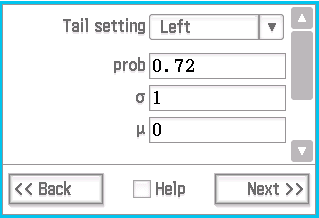 Tail setting Left
prob 0.72
σ 1
μ 0
<< Back Help Next >>